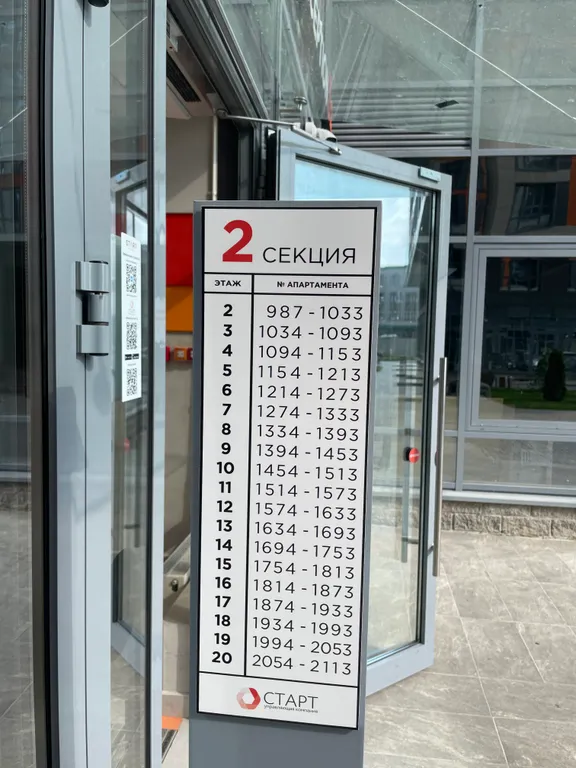 2 СЕКЦИЯ
ЭТАЖ № АПАРТАМЕНТА
2 987 - 1033
3 1034 - 1093
4 1094 - 1153
5 1154 - 1213
6 1214 - 1273
7 1274 - 1333
8 1334 - 1393
9 1394 - 1453
10 1454 - 1513
11 1514 - 1573
12 1574 - 1633
13 1634 - 1693
14 1694 - 1753
15 1754 - 1813
16 1814 - 1873
17 1874 - 1933
18 1934 - 1993
19 1994 - 2053
20 2054 - 2113
СТАРТ
управляющая компания